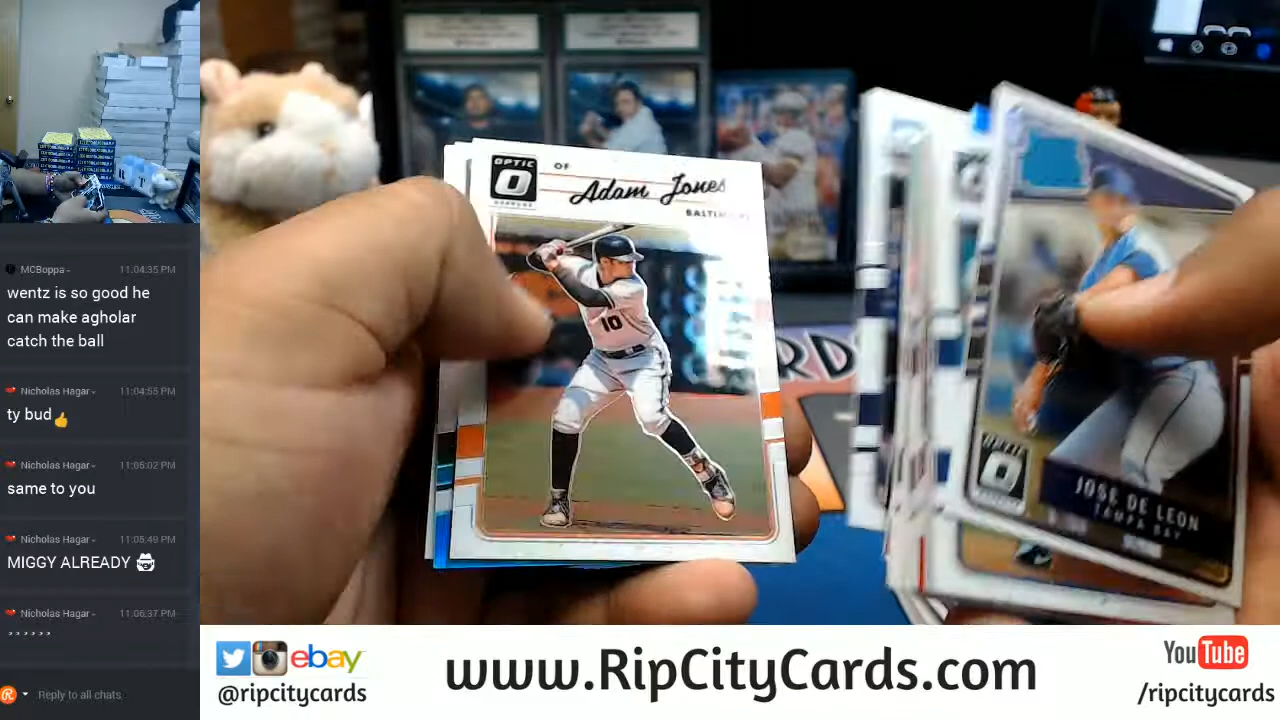 MCBoppa
11:04:35 PM
wentz is so good he
can make agholar
catch the ball
Nicholas Hagar
11:04:55 PM
ty bud
Nicholas Hagar
11:05:02 PM
same to you
Nicholas Hagar
11:05:49 PM
MIGGY ALREADY
Nicholas Hagar
11:06:37 PM
,,,,,,
Reply to all chats
OPTIC
OF
Adam Jones
10
OPTIC
JOSE DE LEON
TAMPA BAY
ebay
@ripcitycards
www.RipCityCards.com
YouTube
/ripcitycards